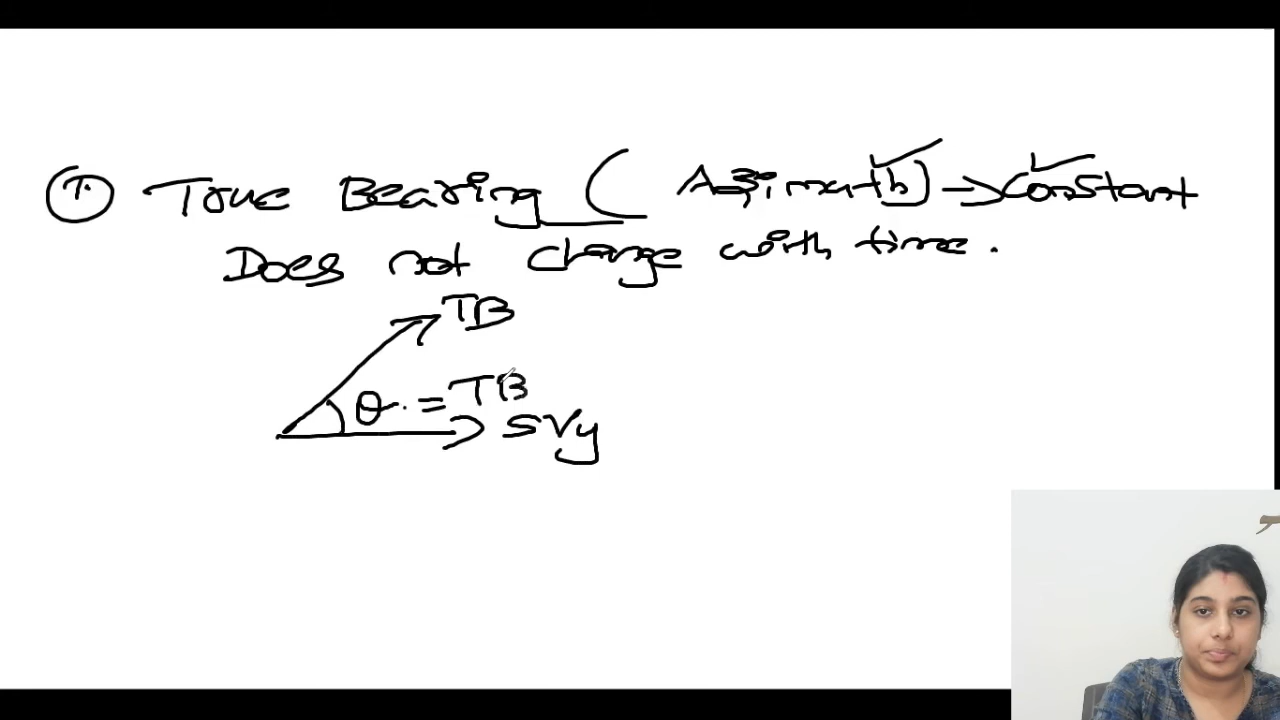 1. True Bearing (Azimuth) → Constant
Does not change with time.
TB
θ = TB
SVy